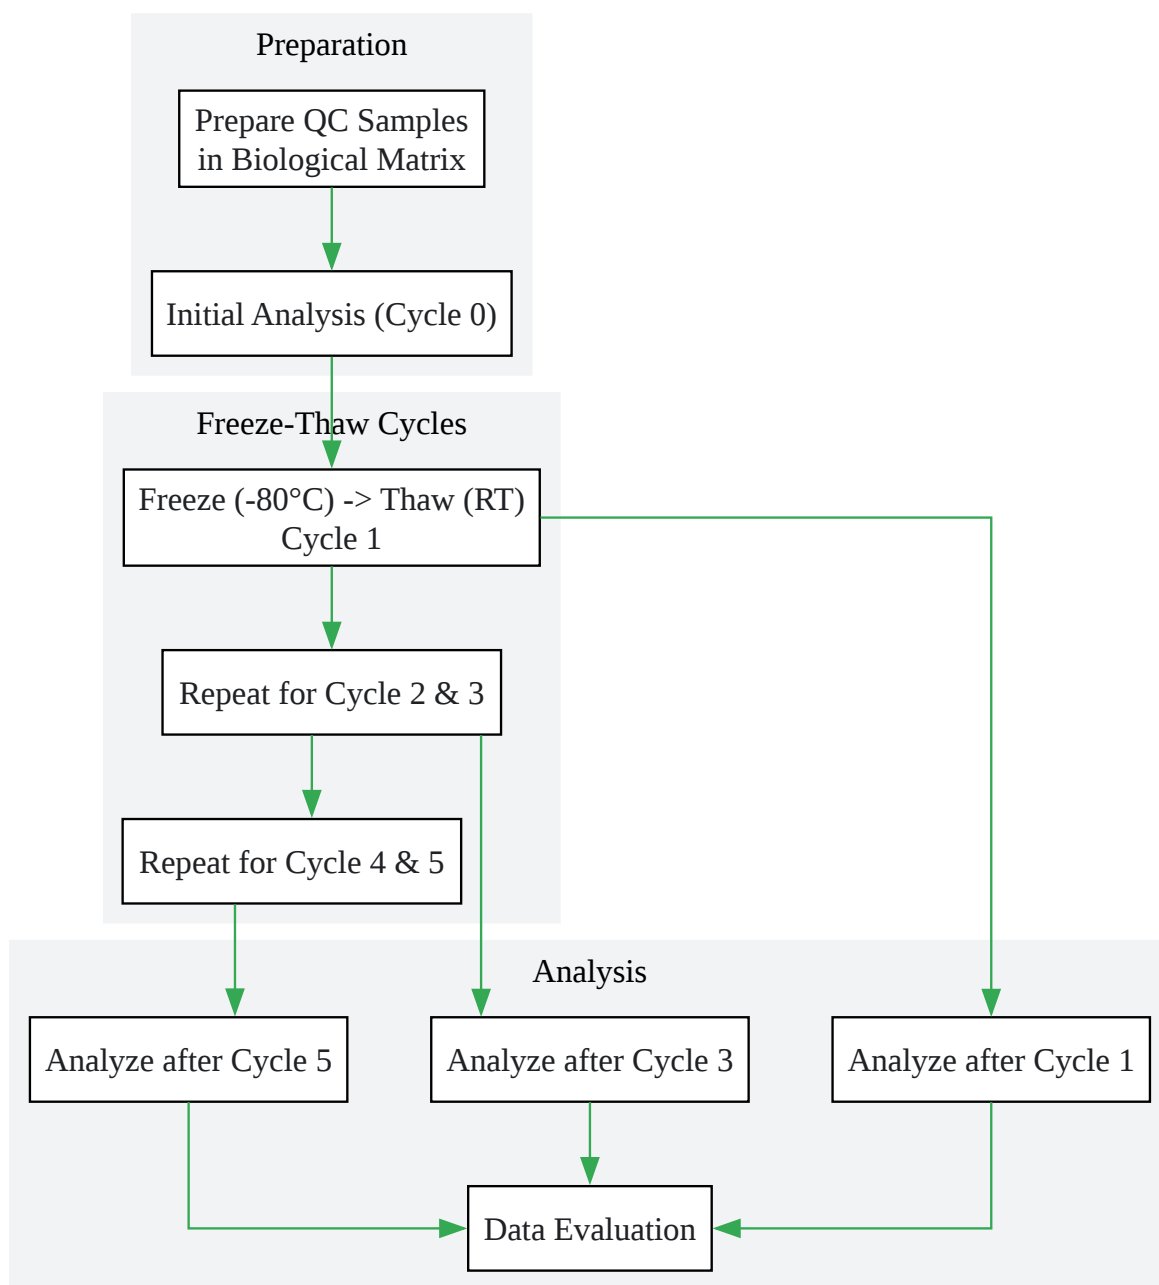 Preparation
Prepare QC Samples
in Biological Matrix
Initial Analysis (Cycle 0)
Freeze-Thaw Cycles
Freeze (-80°C) -> Thaw (RT)
Cycle 1
Repeat for Cycle 2 & 3
Repeat for Cycle 4 & 5
Analysis
Analyze after Cycle 5
Analyze after Cycle 3
Analyze after Cycle 1
Data Evaluation